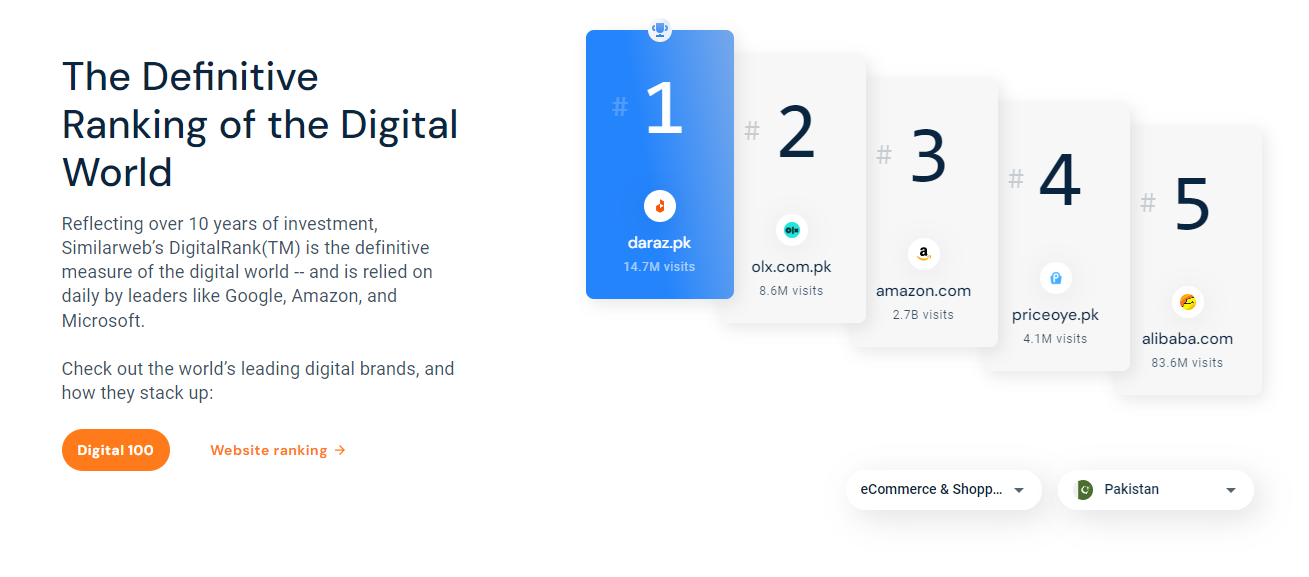 The Definitive
Ranking of the Digital
World
Reflecting over 10 years of investment,
Similarweb’s DigitalRank(TM) is the definitive
measure of the digital world -- and is relied on
daily by leaders like Google, Amazon, and
Microsoft.
Check out the world’s leading digital brands, and
how they stack up:
Digital 100
Website ranking →
# 1
daraz.pk
14.7M visits
# 2
olx
olx.com.pk
8.6M visits
# 3
a
amazon.com
2.7B visits
# 4
P
priceoye.pk
4.1M visits
# 5
alibaba.com
83.6M visits
eCommerce & Shopp...
Pakistan